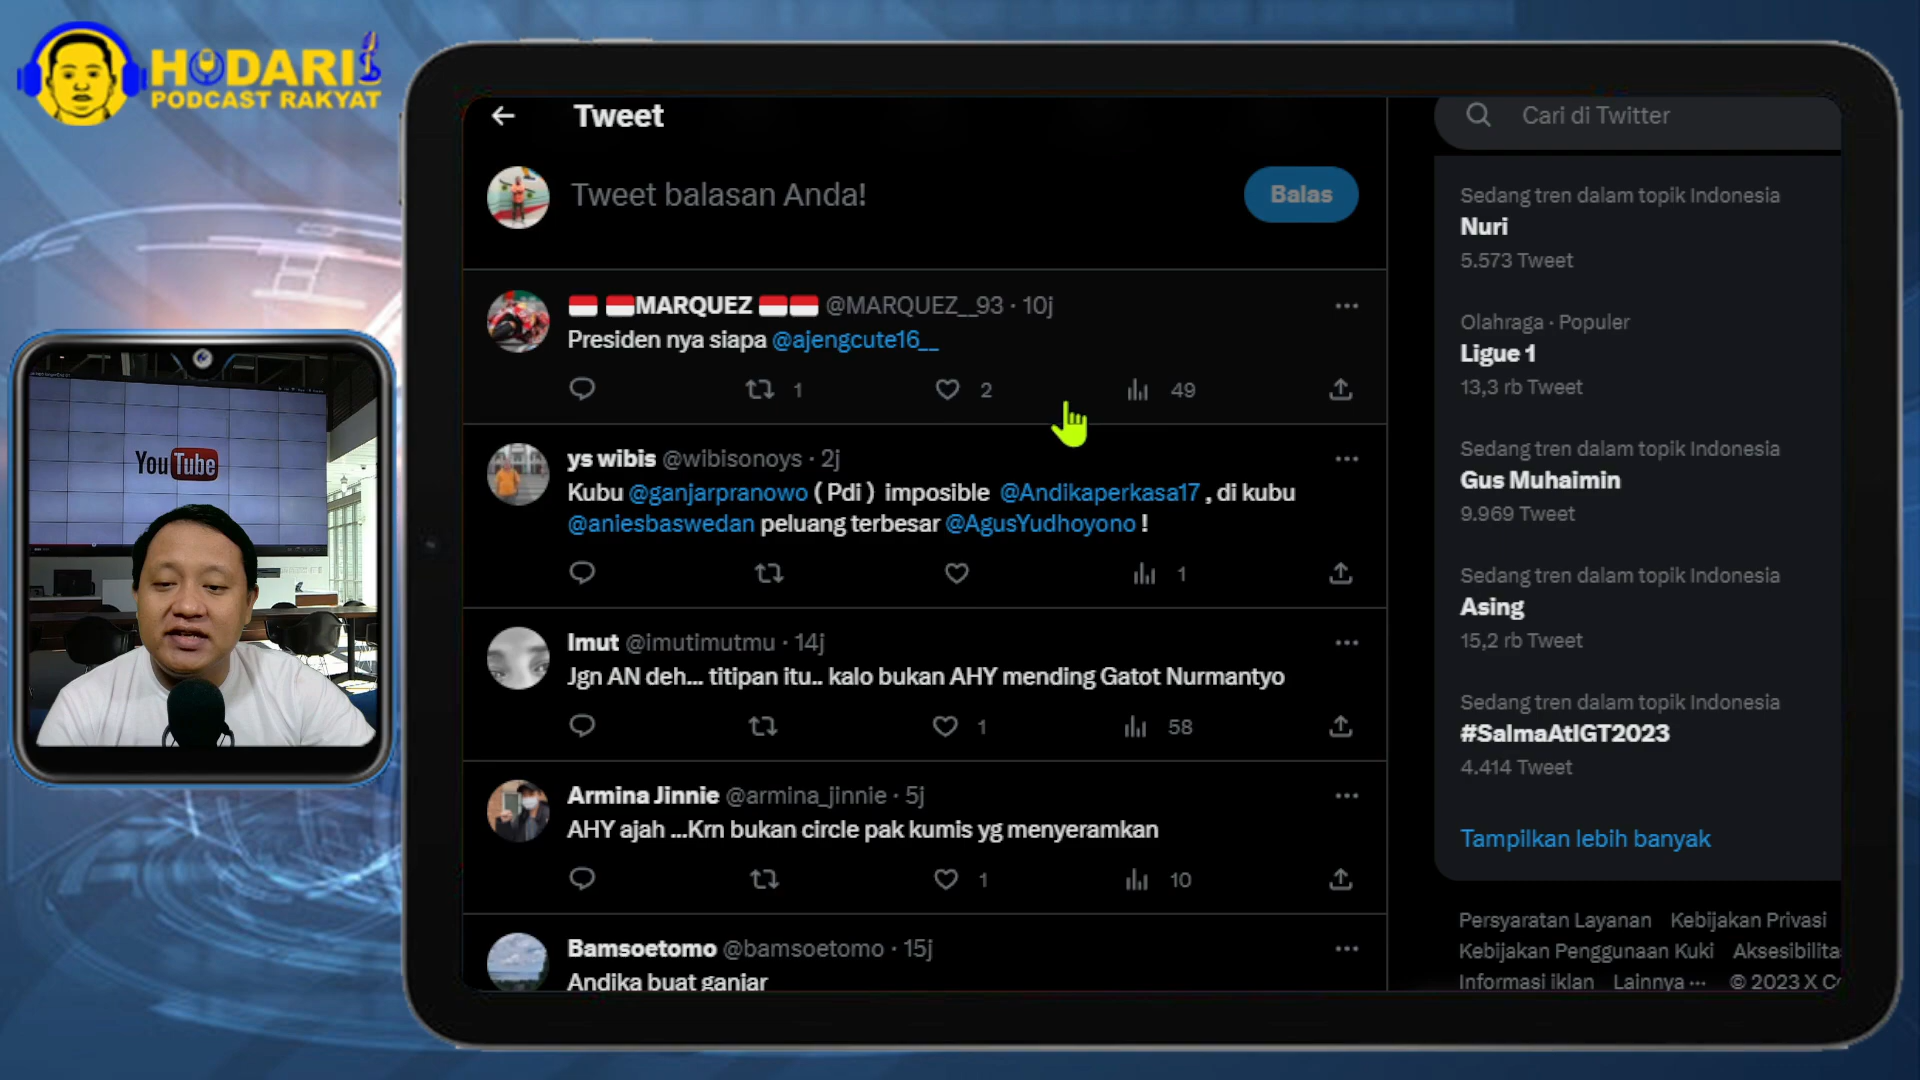 HODARI
PODCAST RAKYAT
YouTube
Tweet
Tweet balasan Anda!
Balas
MARQUEZ @MARQUEZ__93 · 10j
Presiden nya siapa @ajengcute16__
1 2 49
ys wibis @wibisonoys · 2j
Kubu @ganjarpranowo ( Pdi ) imposible @Andikaperkasa17 , di kubu
@aniesbaswedan peluang terbesar @AgusYudhoyono !
1
Imut @imutimutmu · 14j
Jgn AN deh... titipan itu.. kalo bukan AHY mending Gatot Nurmantyo
1 58
Armina Jinnie @armina_jinnie · 5j
AHY ajah ...Krn bukan circle pak kumis yg menyeramkan
1 10
Bamsoetomo @bamsoetomo · 15j
Andika buat ganjar
Cari di Twitter
Sedang tren dalam topik Indonesia
Nuri
5.573 Tweet
Olahraga · Populer
Ligue 1
13,3 rb Tweet
Sedang tren dalam topik Indonesia
Gus Muhaimin
9.969 Tweet
Sedang tren dalam topik Indonesia
Asing
15,2 rb Tweet
Sedang tren dalam topik Indonesia
#SalmaAtIGT2023
4.414 Tweet
Tampilkan lebih banyak
Persyaratan Layanan Kebijakan Privasi
Kebijakan Penggunaan Kuki Aksesibilita
Informasi iklan Lainnya ··· © 2023 X C